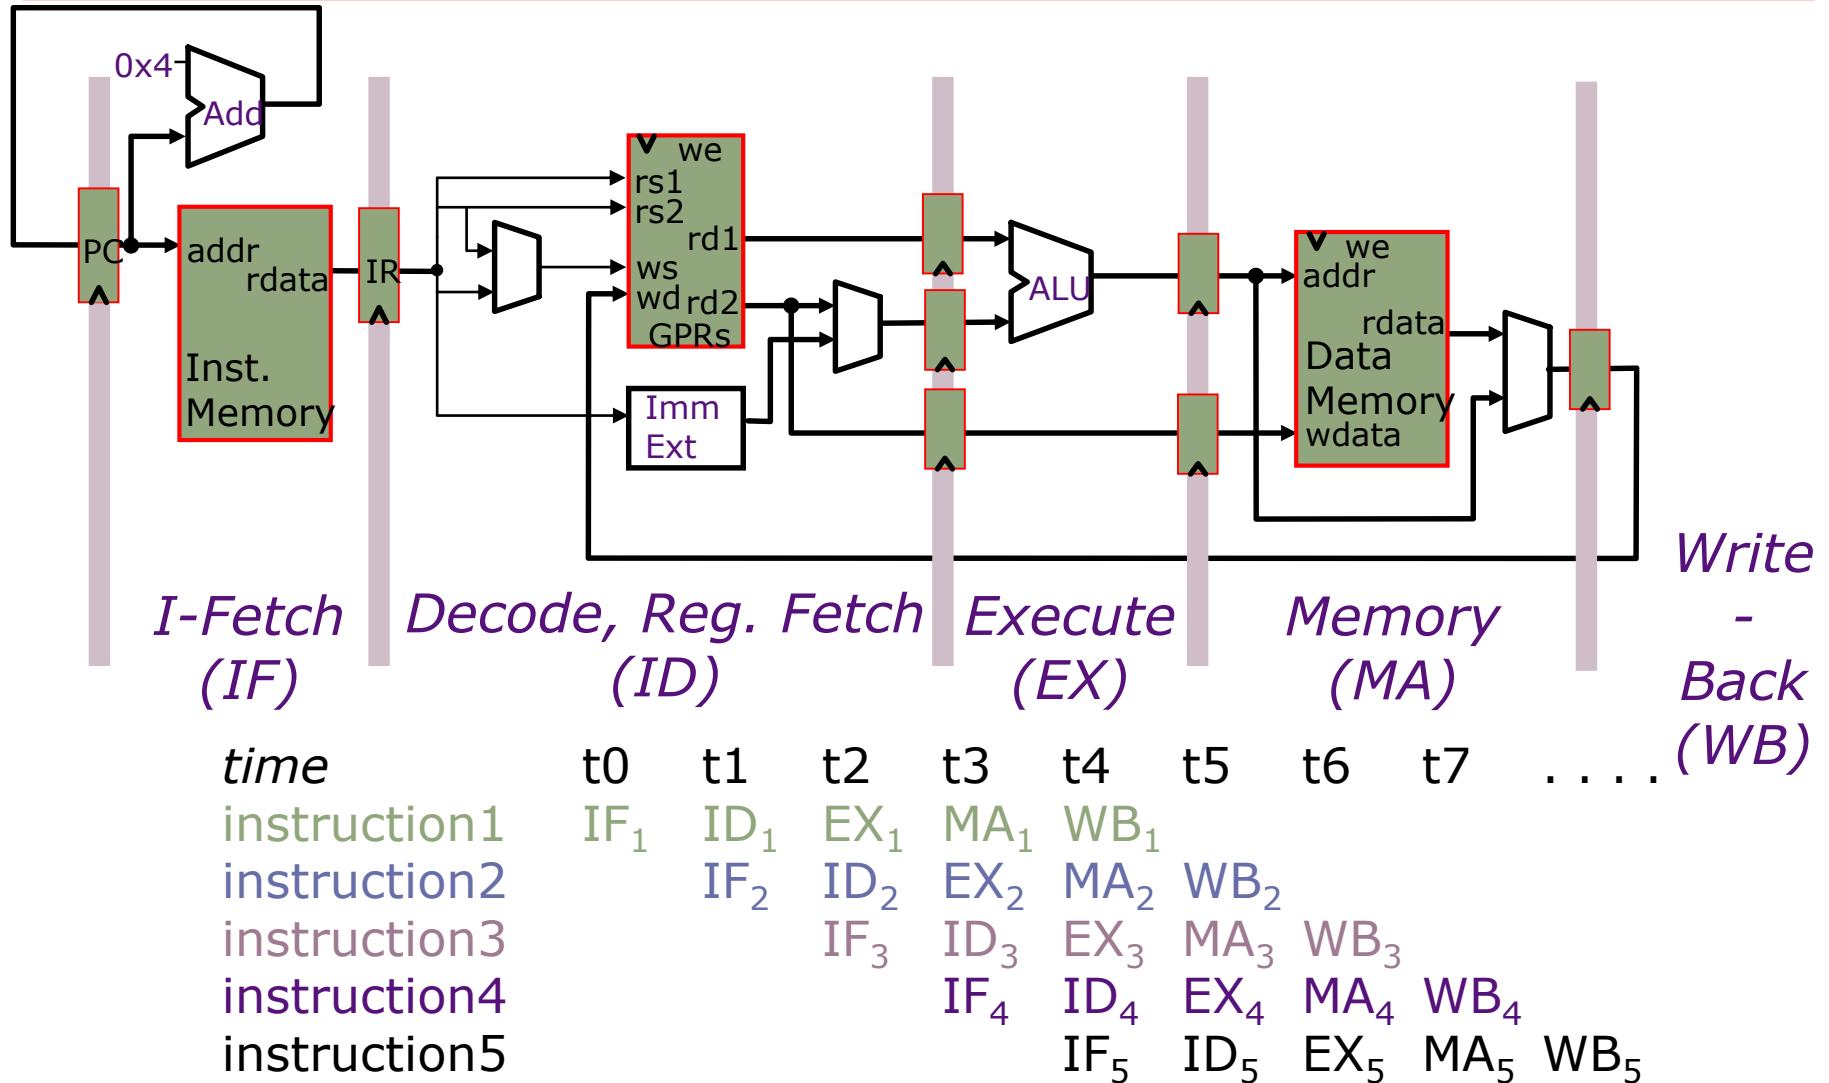 0x4
Add
PC
addr
rdata
Inst.
Memory
IR
we
rs1
rs2
rd1
ws
wd
rd2
GPRs
Imm
Ext
ALU
we
addr
rdata
Data
Memory
wdata
I-Fetch
(IF)
Decode, Reg. Fetch
(ID)
Execute
(EX)
Memory
(MA)
Write
-
Back
(WB)
time t0 t1 t2 t3 t4 t5 t6 t7 . . . .
instruction1 IF₁ ID₁ EX₁ MA₁ WB₁
instruction2 IF₂ ID₂ EX₂ MA₂ WB₂
instruction3 IF₃ ID₃ EX₃ MA₃ WB₃
instruction4 IF₄ ID₄ EX₄ MA₄ WB₄
instruction5 IF₅ ID₅ EX₅ MA₅ WB₅